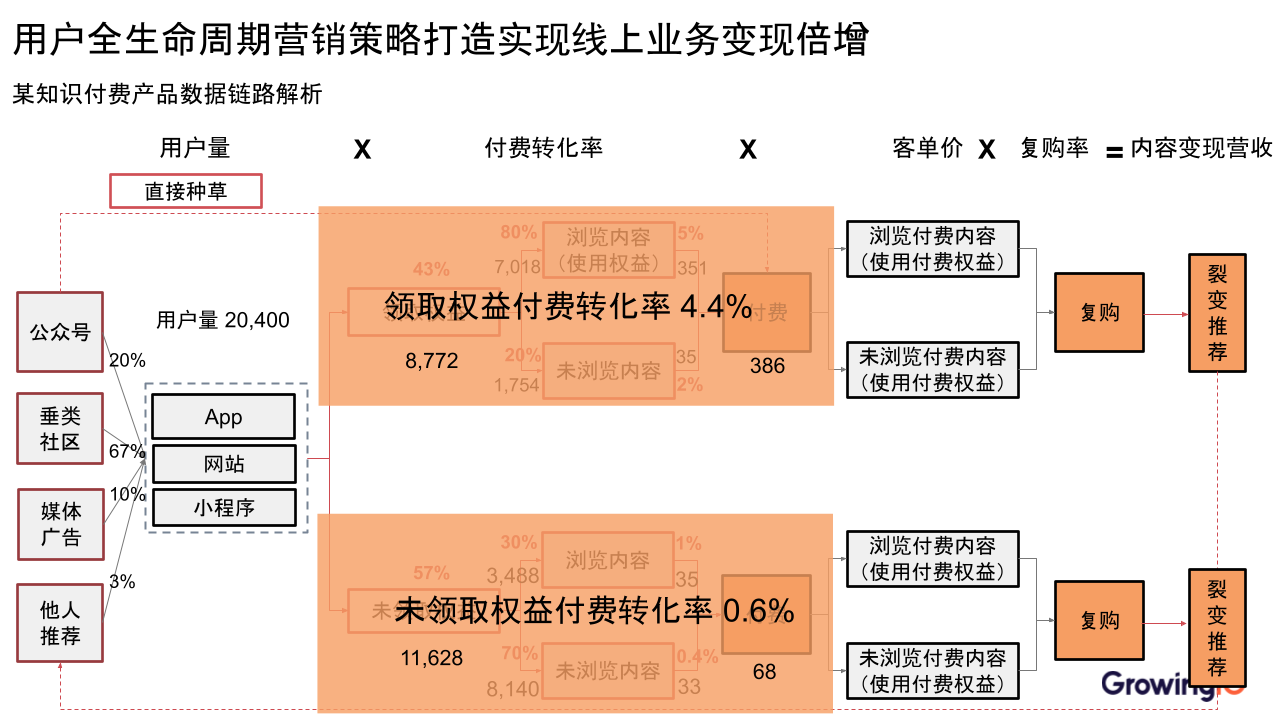 用户全生命周期营销策略打造实现线上业务变现倍增
某知识付费产品数据链路解析
用户量 X 付费转化率 X 客单价 X 复购率 = 内容变现营收
直接种草
公众号
垂类
社区
媒体
广告
他人
推荐
20%
67%
10%
3%
用户量 20,400
App
网站
小程序
43%
8,772
80%
7,018
浏览内容
(使用权益)
5%
351
领取权益付费转化率 4.4%
20%
1,754
未浏览内容
35
2%
付费
386
浏览付费内容
(使用付费权益)
未浏览付费内容
(使用付费权益)
复购
裂
变
推
荐
57%
11,628
30%
3,488
浏览内容
1%
35
未领取权益付费转化率 0.6%
70%
8,140
未浏览内容
0.4%
33
68
浏览付费内容
(使用付费权益)
未浏览付费内容
(使用付费权益)
复购
裂
变
推
荐
GrowingIO